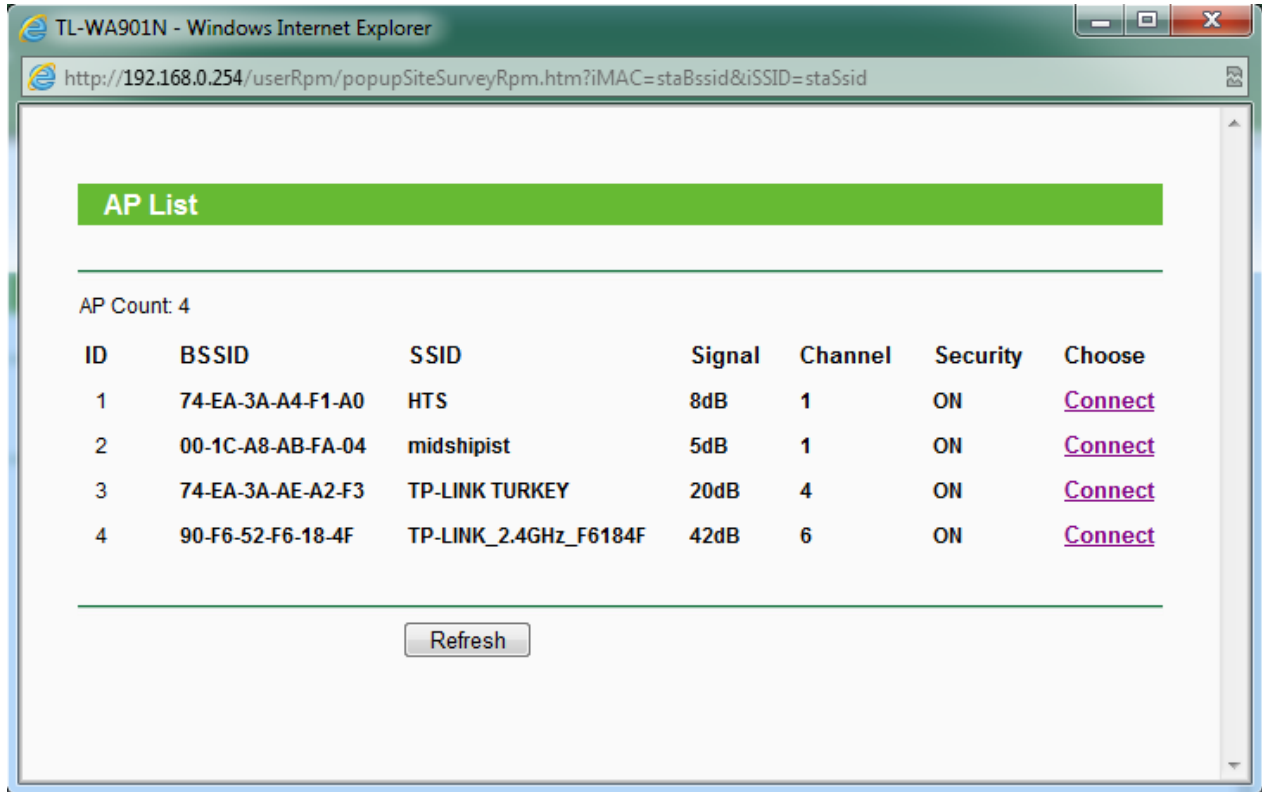 TL-WA901N - Windows Internet Explorer
http://192.168.0.254/userRpm/popupSiteSurveyRpm.htm?iMAC=staBssid&iSSID=staSsid
AP List
AP Count: 4
ID BSSID SSID Signal Channel Security Choose
1 74-EA-3A-A4-F1-A0 HTS 8dB 1 ON Connect
2 00-1C-A8-AB-FA-04 midshipist 5dB 1 ON Connect
3 74-EA-3A-AE-A2-F3 TP-LINK TURKEY 20dB 4 ON Connect
4 90-F6-52-F6-18-4F TP-LINK_2.4GHz_F6184F 42dB 6 ON Connect
Refresh